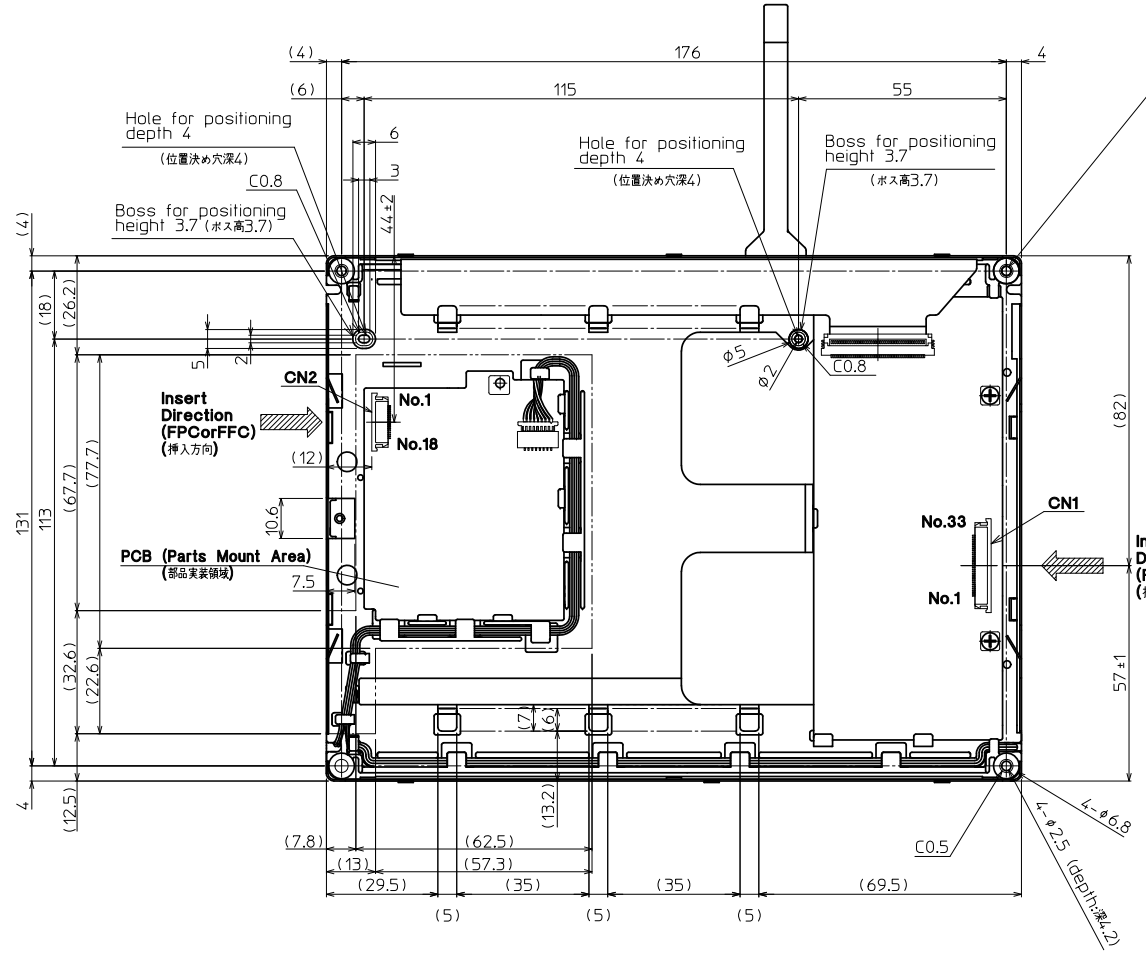 (4)
176
4
(6)
115
55
Hole for positioning
depth 4
(位置決め穴深4)
6
3
C0.8
Boss for positioning
height 3.7 (ボス高3.7)
44±2
Hole for positioning
depth 4
(位置決め穴深4)
Boss for positioning
height 3.7
(ボス高3.7)
(4)
(18)
(26.2)
5
2
φ5
φ2
C0.8
CN2
No.1
No.18
Insert
Direction
(FPCorFFC)
(挿入方向)
(12)
(82)
131
113
(67.7)
(77.7)
10.6
PCB (Parts Mount Area)
(部品実装領域)
7.5
No.33
CN1
No.1
57±1
(32.6)
(22.6)
(7)
(6)
4
(12.5)
(13.2)
(7.8)
(62.5)
(13)
(57.3)
(29.5)
(35)
(35)
(69.5)
(5)
(5)
(5)
C0.5
4-φ6.8
4-φ2.5 (depth:深4.2)